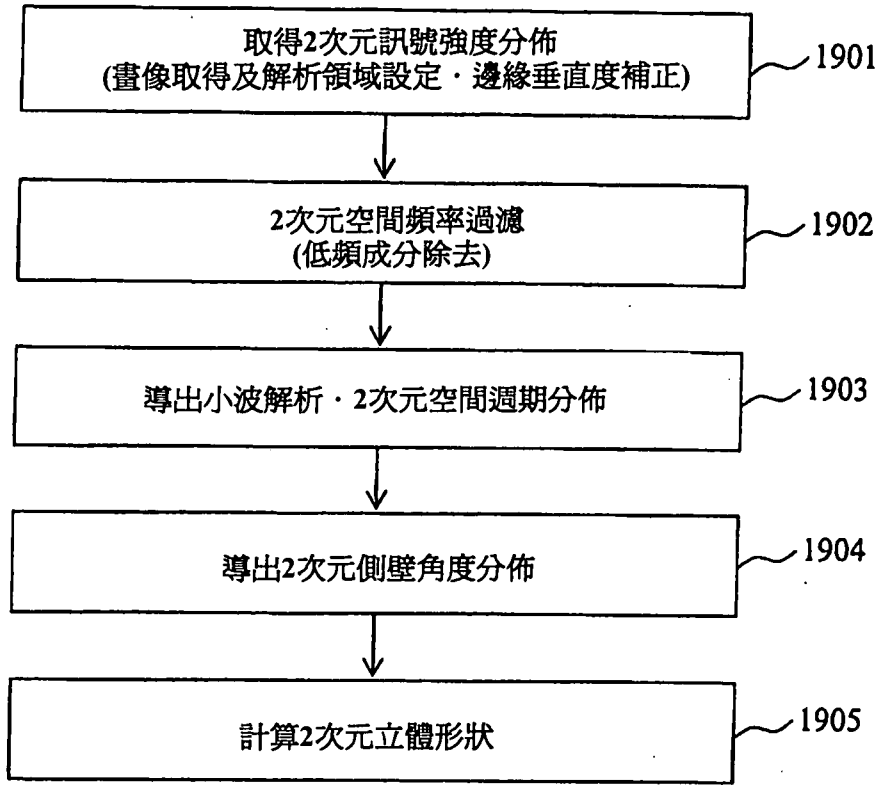 取得2次元訊號強度分佈
(畫像取得及解析領域設定．邊緣垂直度補正)
1901
2次元空間頻率過濾
(低頻成分除去)
1902
導出小波解析．2次元空間週期分佈
1903
導出2次元側壁角度分佈
1904
計算2次元立體形狀
1905